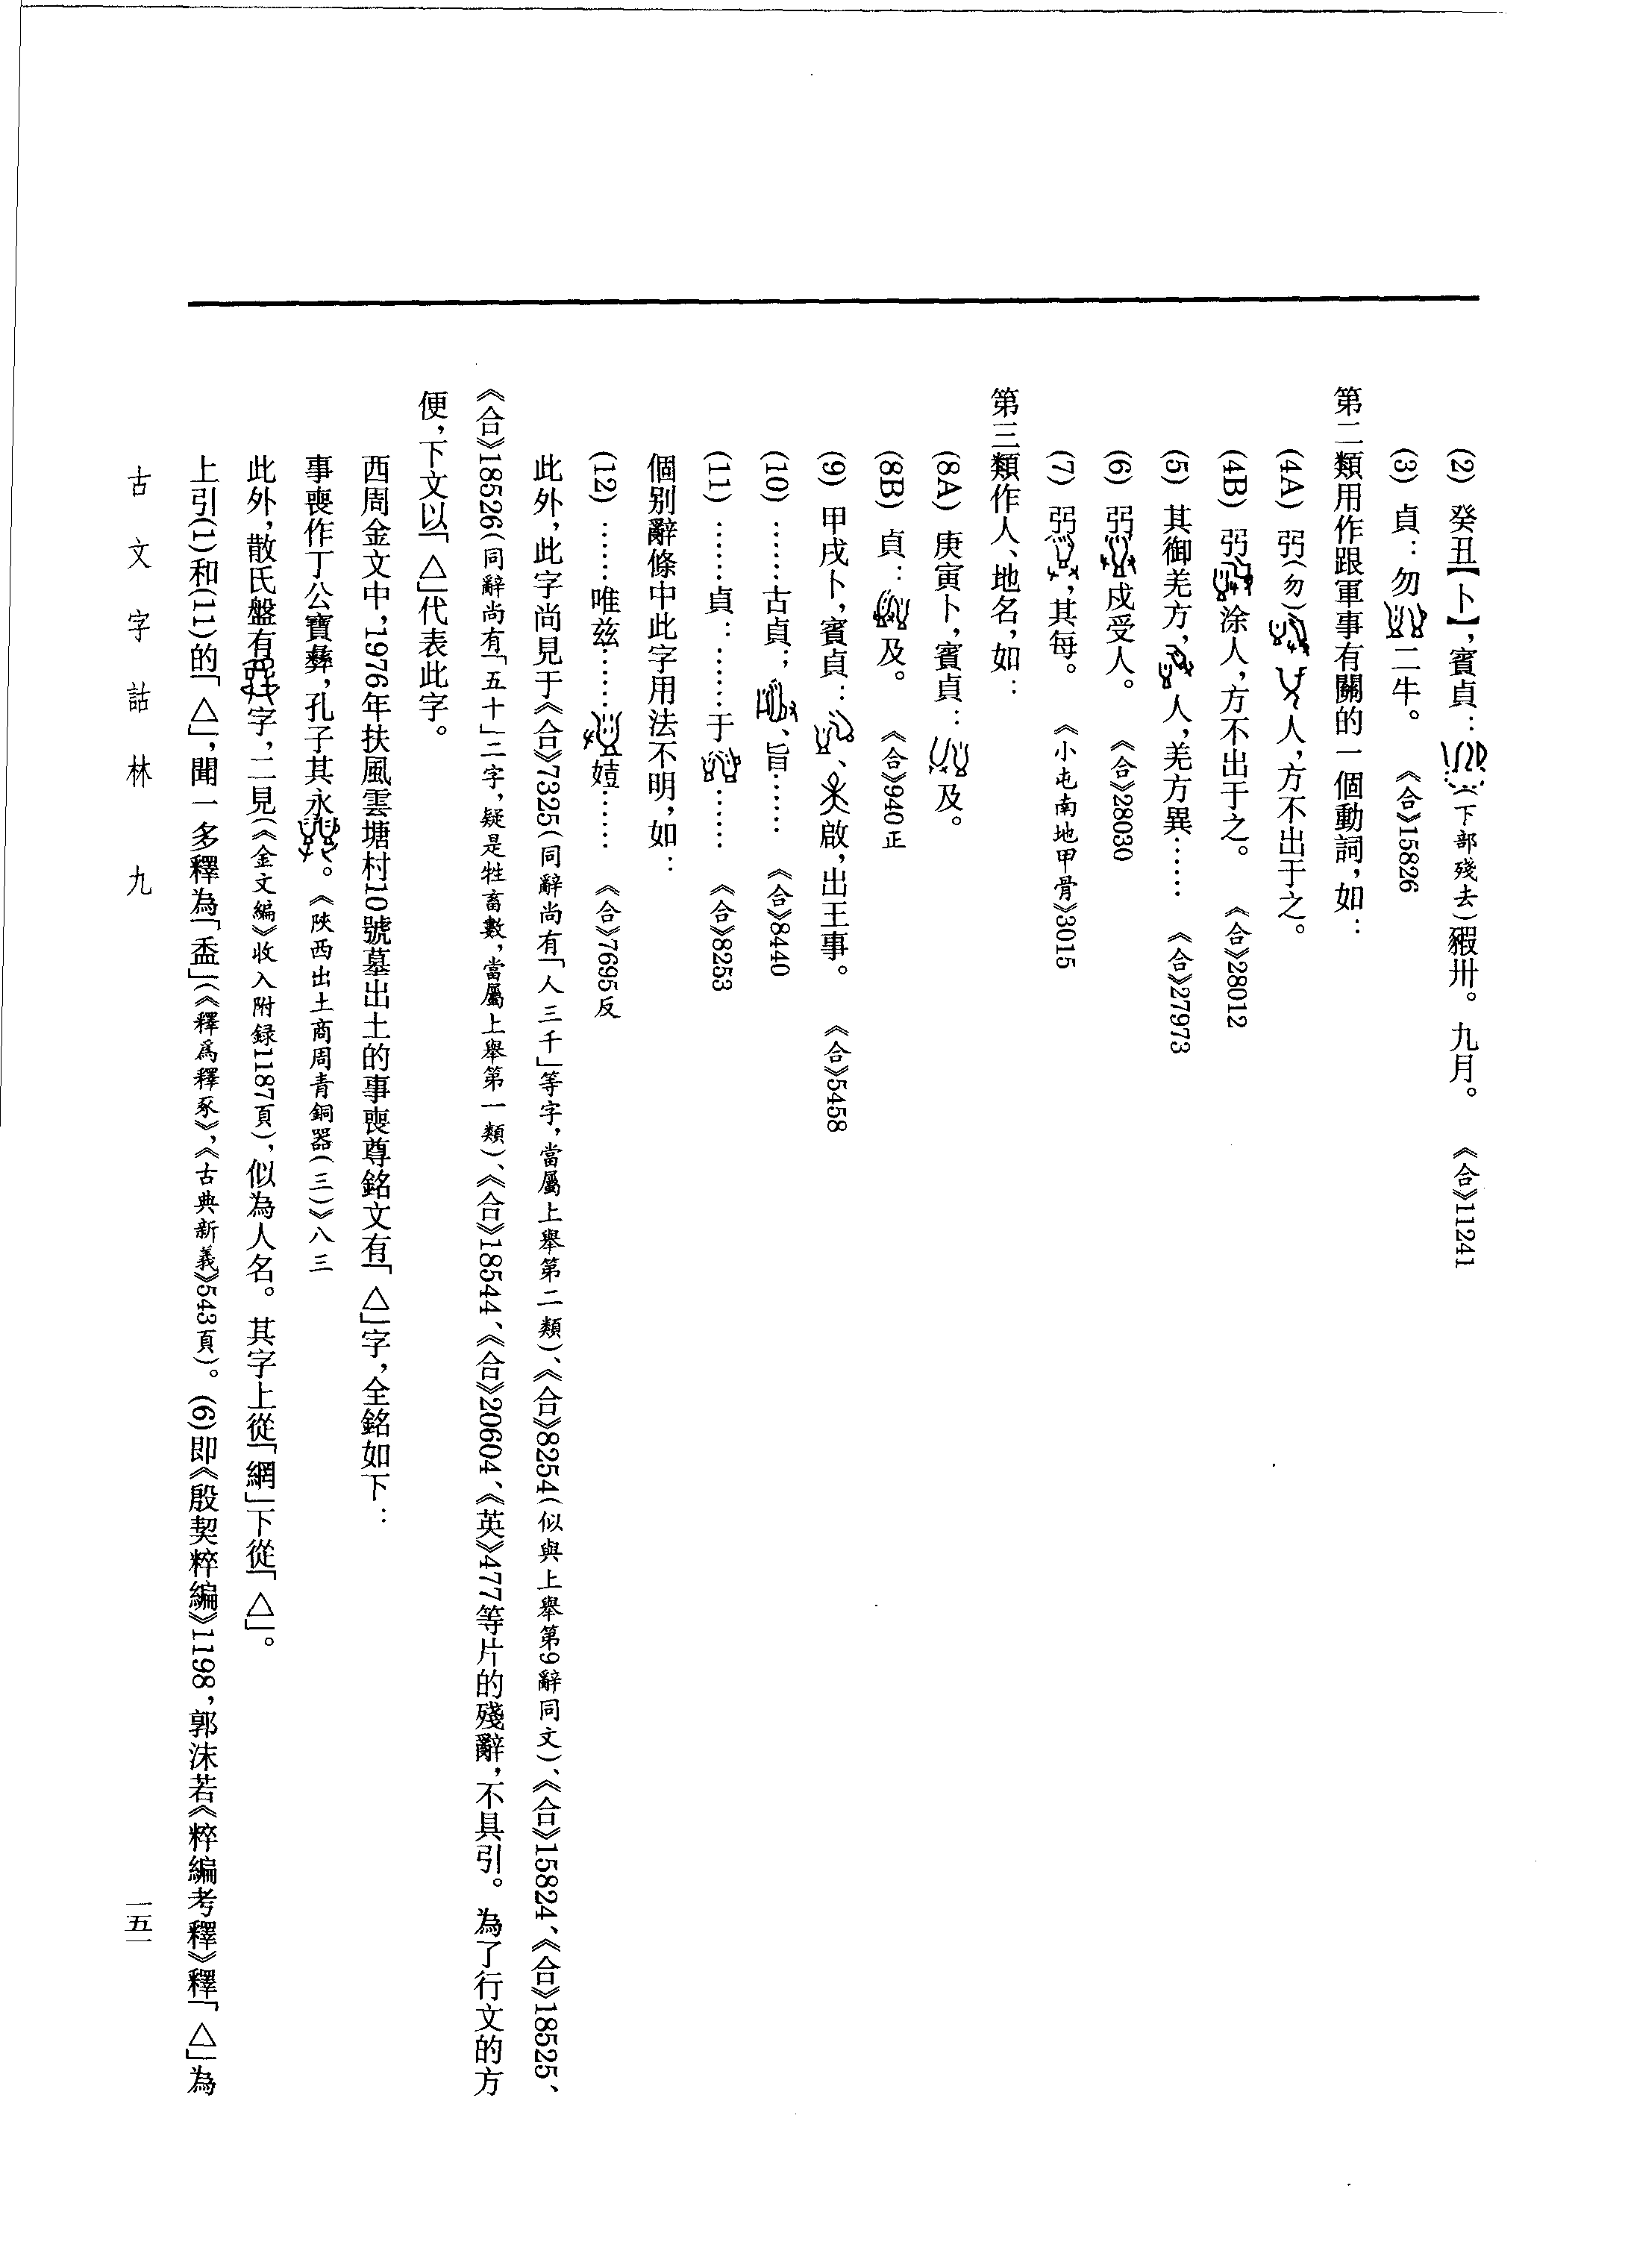 (2) 癸丑【卜】，賓貞：(下部殘去)豭卅。九月。 《合》11241
(3) 貞：勿二牛。 《合》15826
第二類用作跟軍事有關的一個動詞，如：
(4A) 弜(勿)人，方不出于之。
(4B) 弜涂人，方不出于之。 《合》28012
(5) 其御羌方，人，羌方異…… 《合》27973
(6) 弜戍受人。 《合》28030
(7) 弜，其每。 《小屯南地甲骨》3015
第三類作人、地名，如：
(8A) 庚寅卜，賓貞：及。
(8B) 貞：及。 《合》940正
(9) 甲戌卜，賓貞：、啟，出王事。 《合》5458
(10) ……古貞，、旨…… 《合》8440
(11) ……貞：……于…… 《合》8253
個別辭條中此字用法不明，如：
(12) ……唯兹……嬄…… 《合》7695反
此外，此字尚見于《合》7325(同辭尚有「人三千」等字，當屬上舉第二類)、《合》8254(似與上舉第9辭同文)、《合》15824、《合》18525、
《合》18526(同辭尚有「五十」二字，疑是牲畜數，當屬上舉第一類)、《合》18544、《合》20604、《英》477等片的殘辭，不具引。為了行文的方
便，下文以「△」代表此字。
西周金文中，1976年扶風雲塘村10號墓出土的事喪尊銘文有「△」字，全銘如下：
事喪作丁公寶彝，孔子其永。《陝西出土商周青銅器(三)》八三
此外，散氏盤有字，二見(《金文編》收入附録1187頁)，似為人名。其字上從「網」下從「△」。
上引(1)和(11)的「△」，聞一多釋為「盉」(《釋爲釋豕》，《古典新義》543頁)。(6)即《殷契粹編》1198，郭沫若《粹編考釋》釋「△」為
古文字詁林 九
一五一